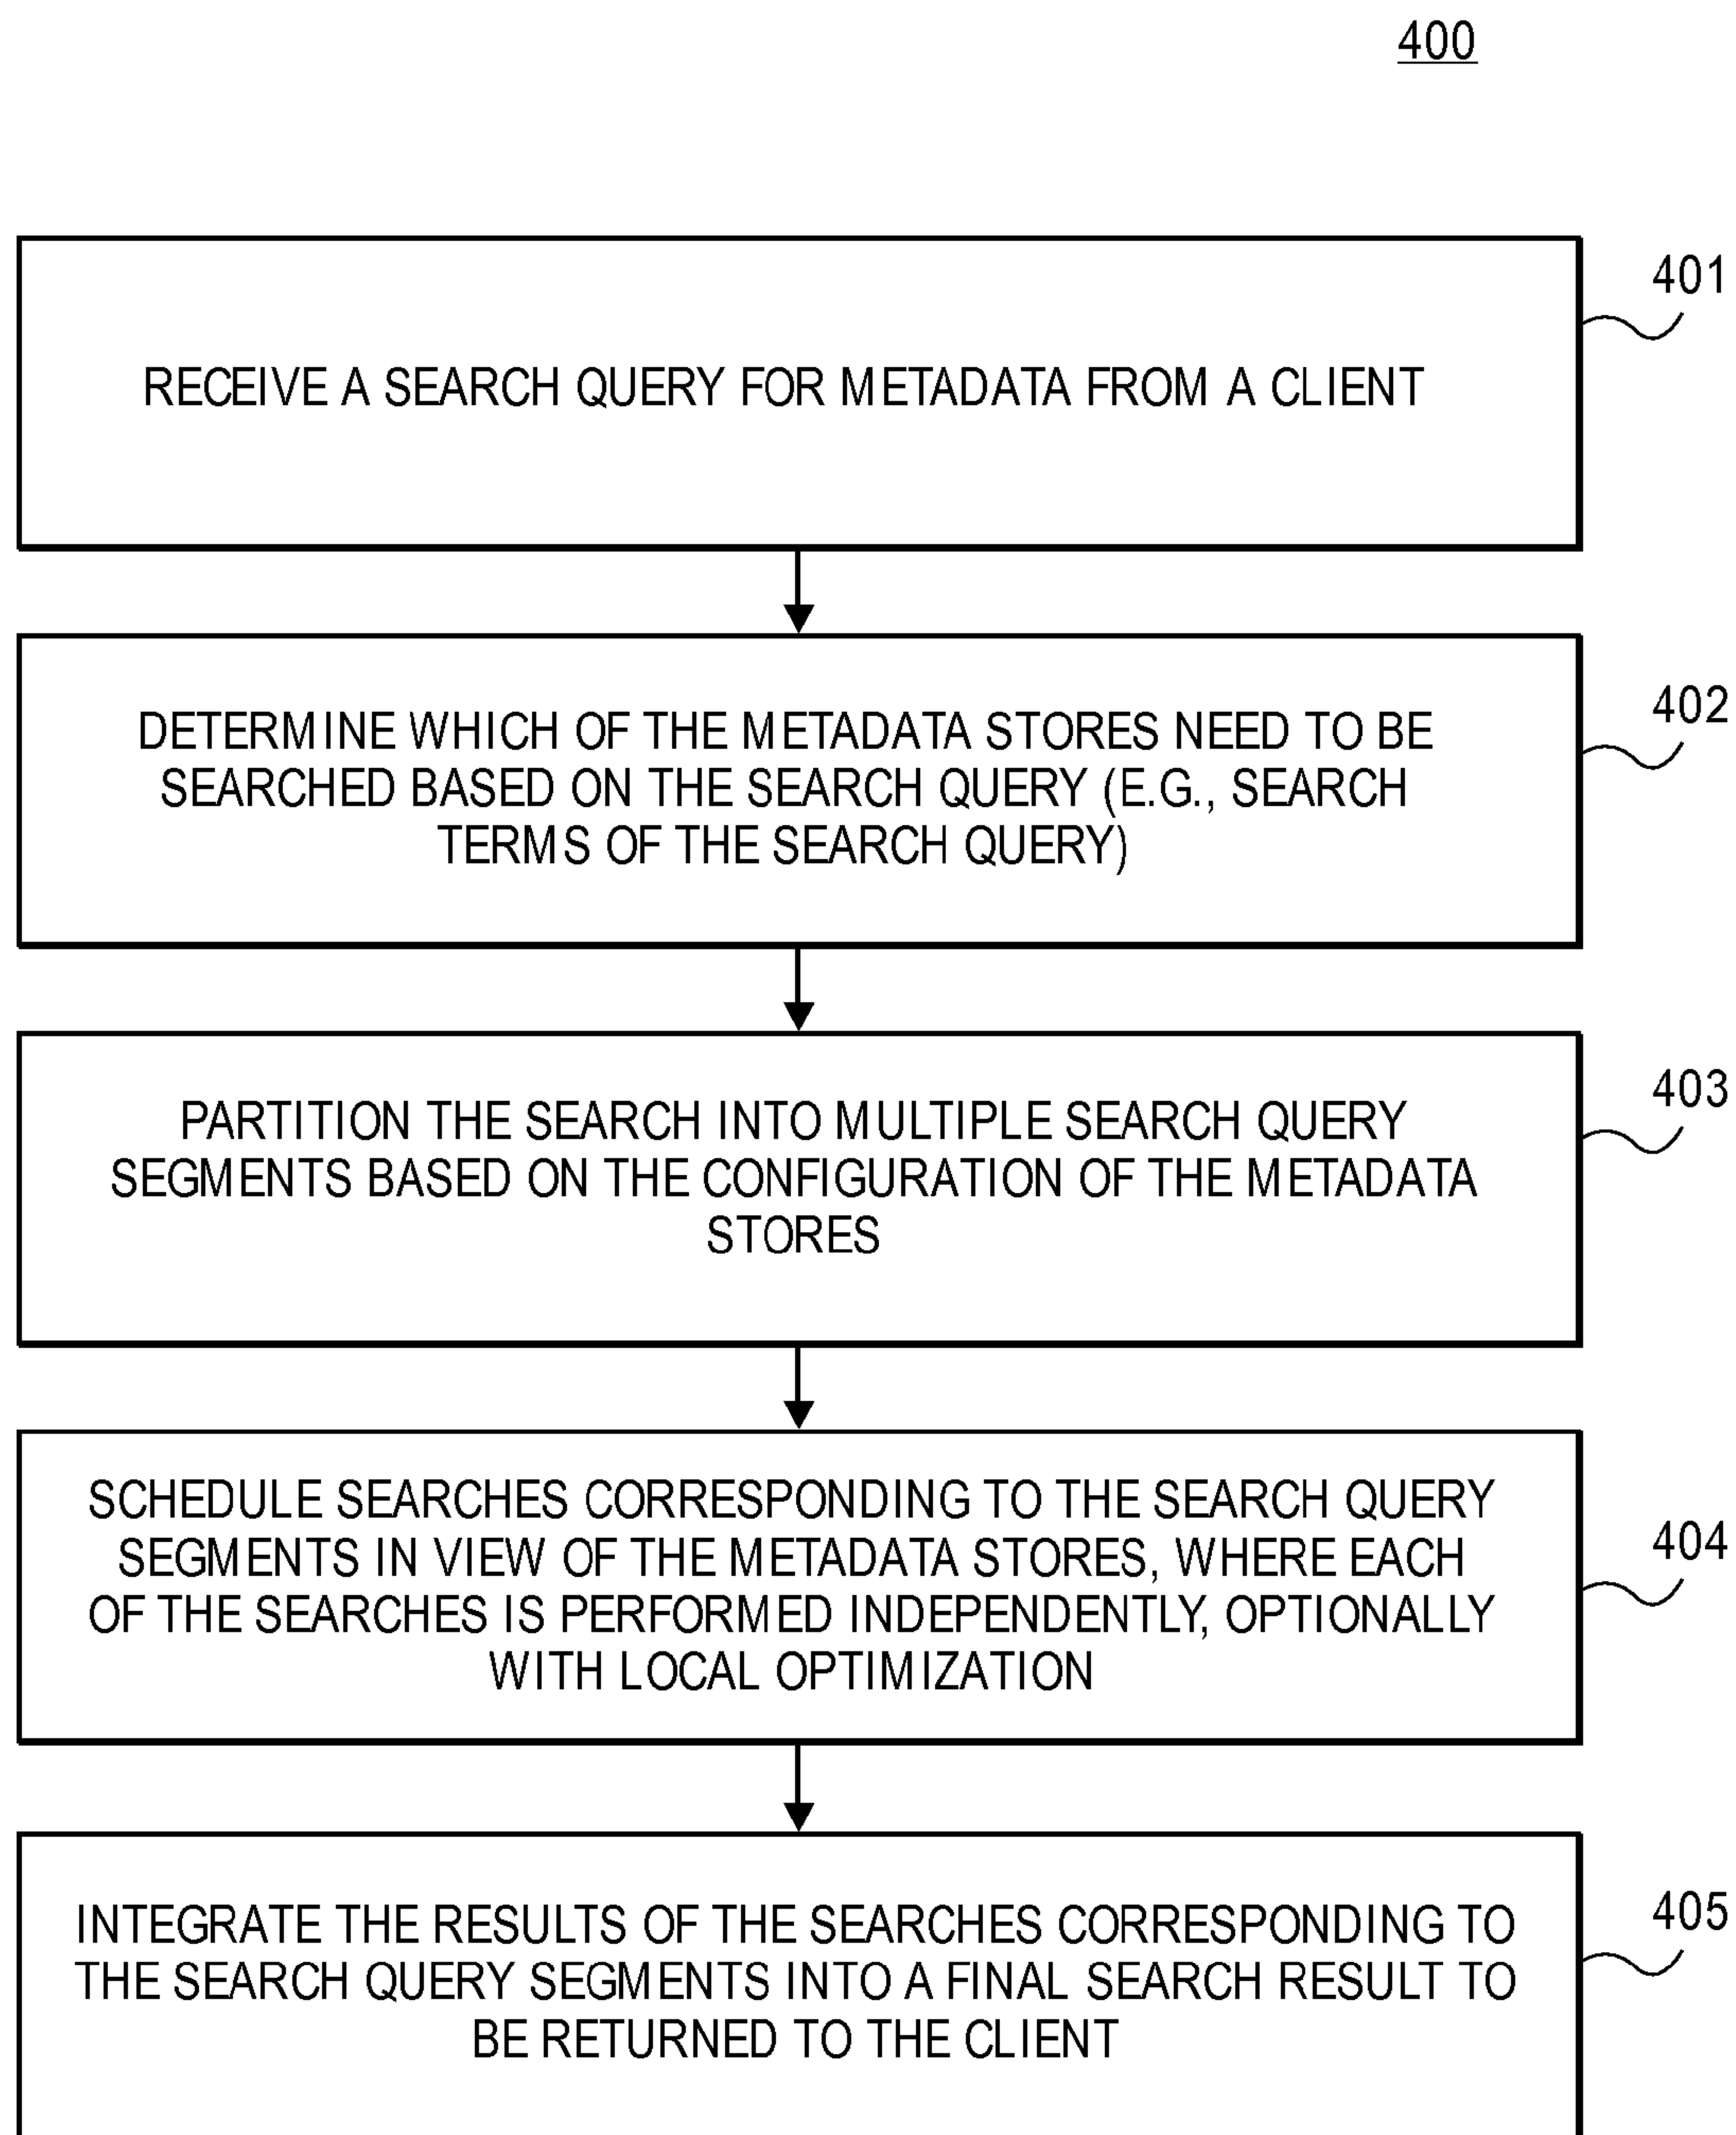 400
401
RECEIVE A SEARCH QUERY FOR METADATA FROM A CLIENT
402
DETERMINE WHICH OF THE METADATA STORES NEED TO BE
SEARCHED BASED ON THE SEARCH QUERY (E.G., SEARCH
TERMS OF THE SEARCH QUERY)
403
PARTITION THE SEARCH INTO MULTIPLE SEARCH QUERY
SEGMENTS BASED ON THE CONFIGURATION OF THE METADATA
STORES
404
SCHEDULE SEARCHES CORRESPONDING TO THE SEARCH QUERY
SEGMENTS IN VIEW OF THE METADATA STORES, WHERE EACH
OF THE SEARCHES IS PERFORMED INDEPENDENTLY, OPTIONALLY
WITH LOCAL OPTIMIZATION
405
INTEGRATE THE RESULTS OF THE SEARCHES CORRESPONDING TO
THE SEARCH QUERY SEGMENTS INTO A FINAL SEARCH RESULT TO
BE RETURNED TO THE CLIENT